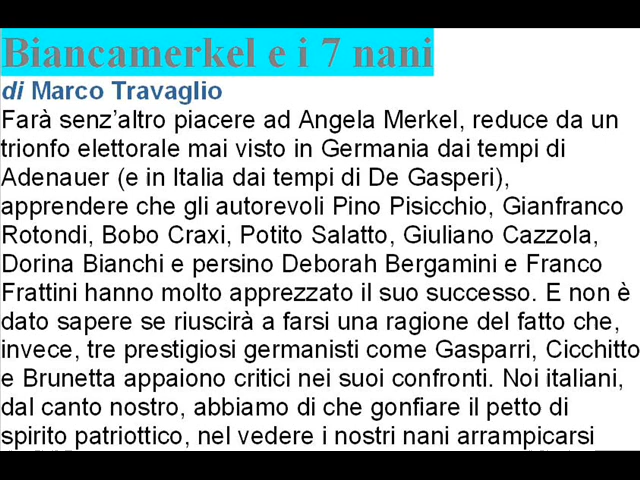 Biancamerkel e i 7 nani
di Marco Travaglio
Farà senz'altro piacere ad Angela Merkel, reduce da un
trionfo elettorale mai visto in Germania dai tempi di
Adenauer (e in Italia dai tempi di De Gasperi),
apprendere che gli autorevoli Pino Pisicchio, Gianfranco
Rotondi, Bobo Craxi, Potito Salatto, Giuliano Cazzola,
Dorina Bianchi e persino Deborah Bergamini e Franco
Frattini hanno molto apprezzato il suo successo. E non è
dato sapere se riuscirà a farsi una ragione del fatto che,
invece, tre prestigiosi germanisti come Gasparri, Cicchitto
e Brunetta appaiono critici nei suoi confronti. Noi italiani,
dal canto nostro, abbiamo di che gonfiare il petto di
spirito patriottico, nel vedere i nostri nani arrampicarsi